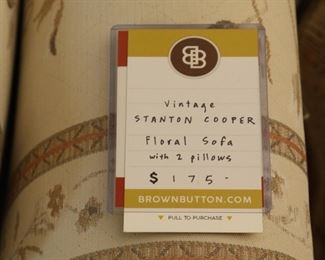 BB
Vintage
STANTON COOPER
Floral Sofa
with 2 pillows
$175-
BROWNBUTTON.COM
PULL TO PURCHASE